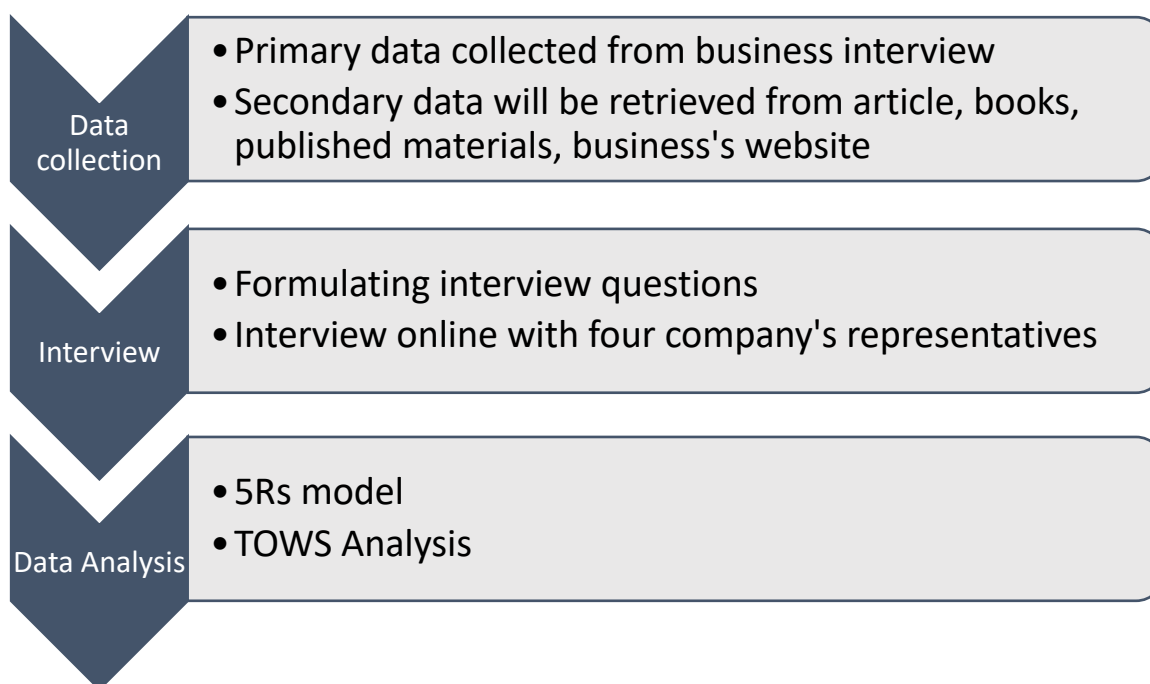 Data
collection
• Primary data collected from business interview
• Secondary data will be retrieved from article, books,
published materials, business's website
Interview
• Formulating interview questions
• Interview online with four company's representatives
Data Analysis
• 5Rs model
• TOWS Analysis